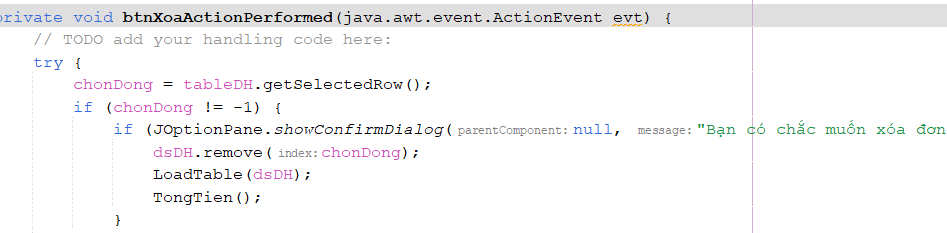 private void btnXoaActionPerformed(java.awt.event.ActionEvent evt) {
// TODO add your handling code here:
try {
chonDong = tableDH.getSelectedRow();
if (chonDong != -1) {
if (JOptionPane.showConfirmDialog(parentComponent: null, message: "Bạn có chắc muốn xóa đơn
dsDH.remove(index: chonDong);
LoadTable(dsDH);
TongTien();
}